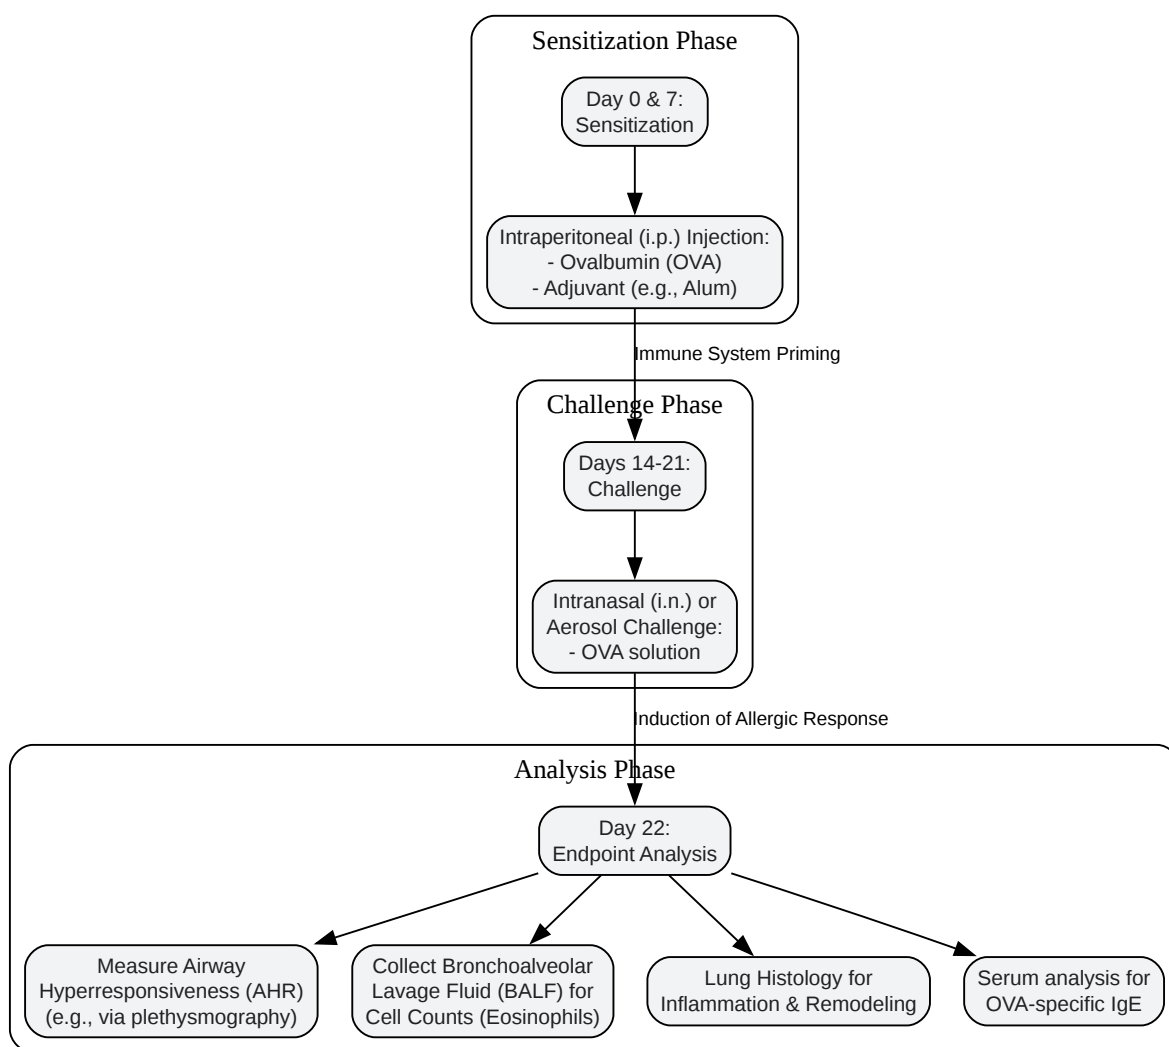 Sensitization Phase
Day 0 & 7:
Sensitization
Intraperitoneal (i.p.) Injection:
- Ovalbumin (OVA)
- Adjuvant (e.g., Alum)
Immune System Priming
Challenge Phase
Days 14-21:
Challenge
Intranasal (i.n.) or
Aerosol Challenge:
- OVA solution
Induction of Allergic Response
Analysis Phase
Day 22:
Endpoint Analysis
Measure Airway
Hyperresponsiveness (AHR)
(e.g., via plethysmography)
Collect Bronchoalveolar
Lavage Fluid (BALF) for
Cell Counts (Eosinophils)
Lung Histology for
Inflammation & Remodeling
Serum analysis for
OVA-specific IgE